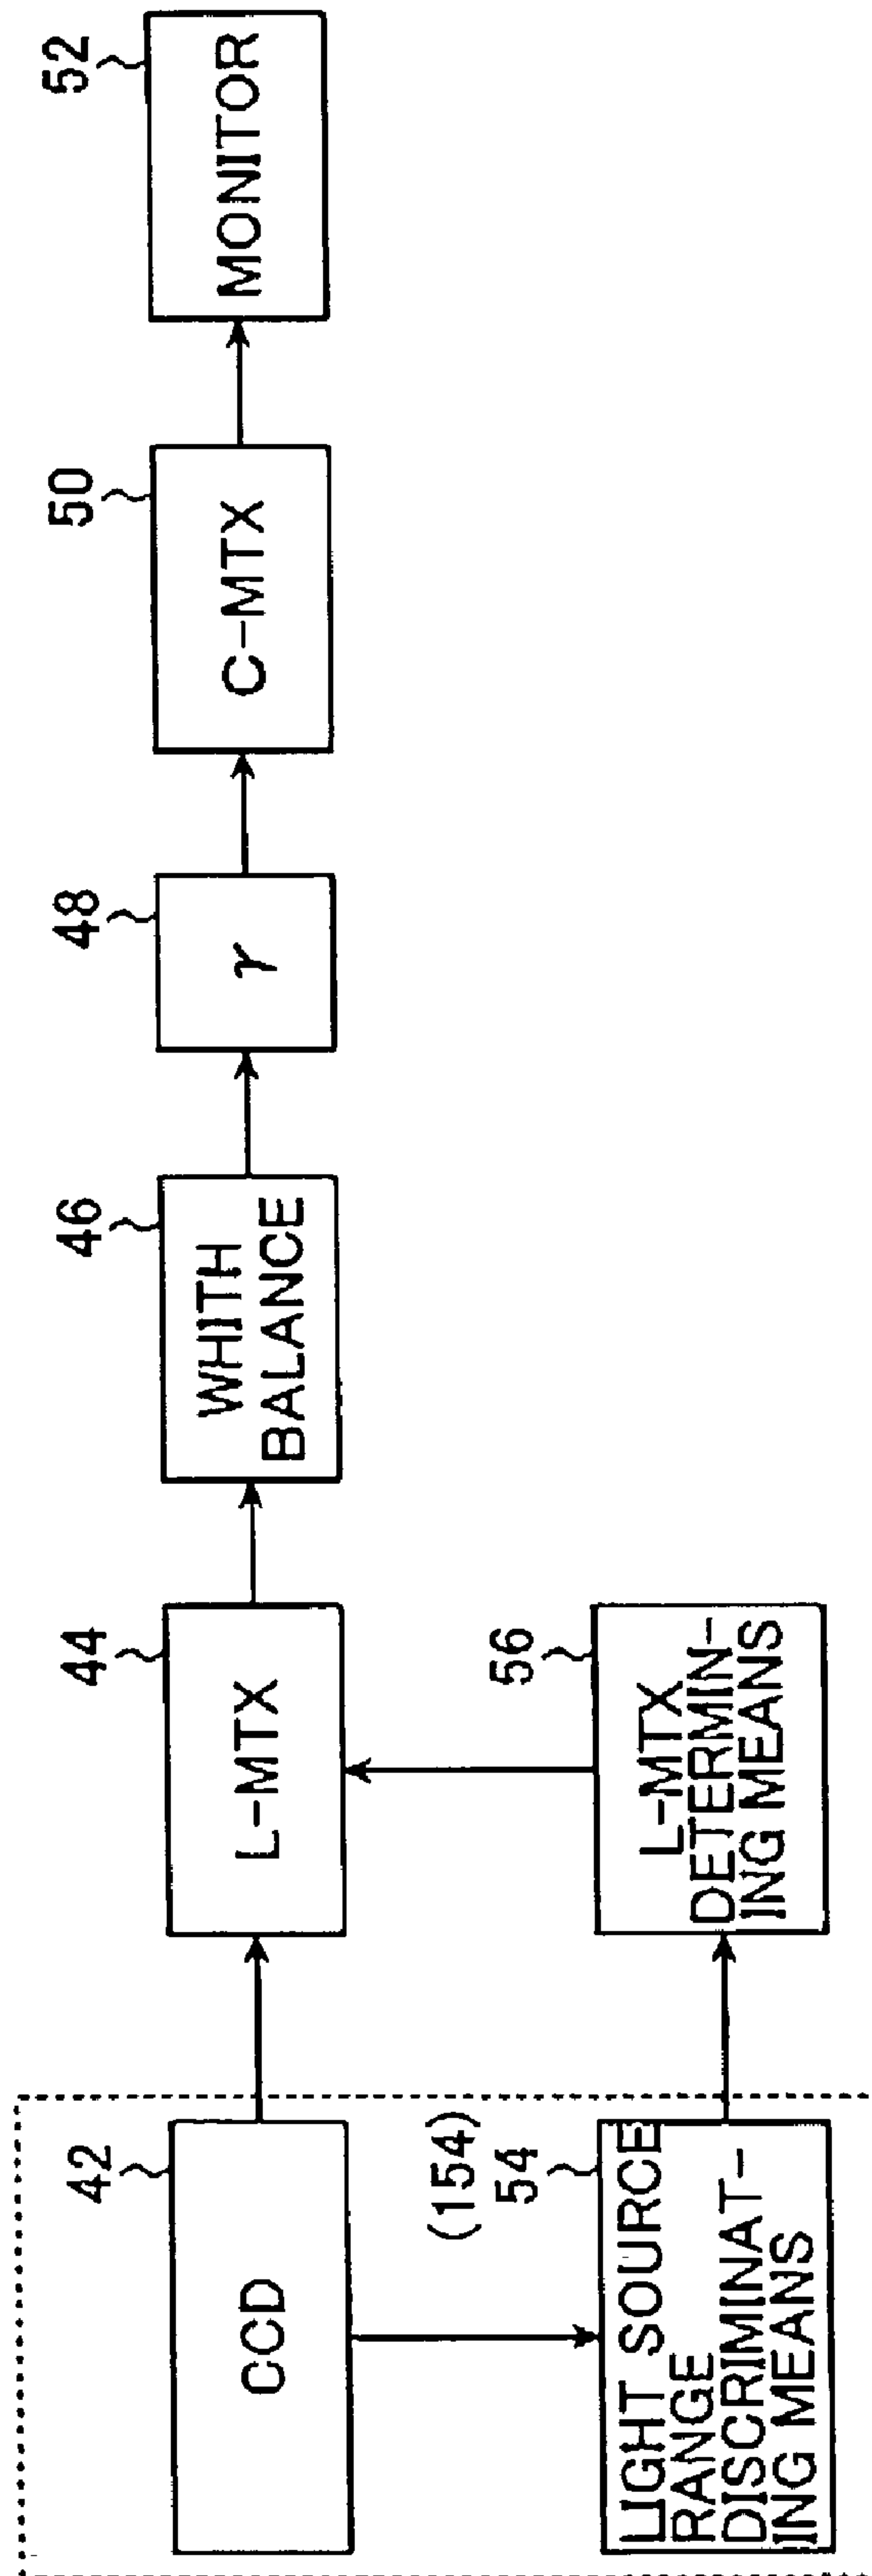 42
CCD
44
L-MTX
46
WHITH
BALANCE
48
γ
50
C-MTX
52
MONITOR
(154)
54
LIGHT SOURCE
RANGE
DISCRIMINAT-
ING MEANS
56
L-MTX
DETERMIN-
ING MEANS